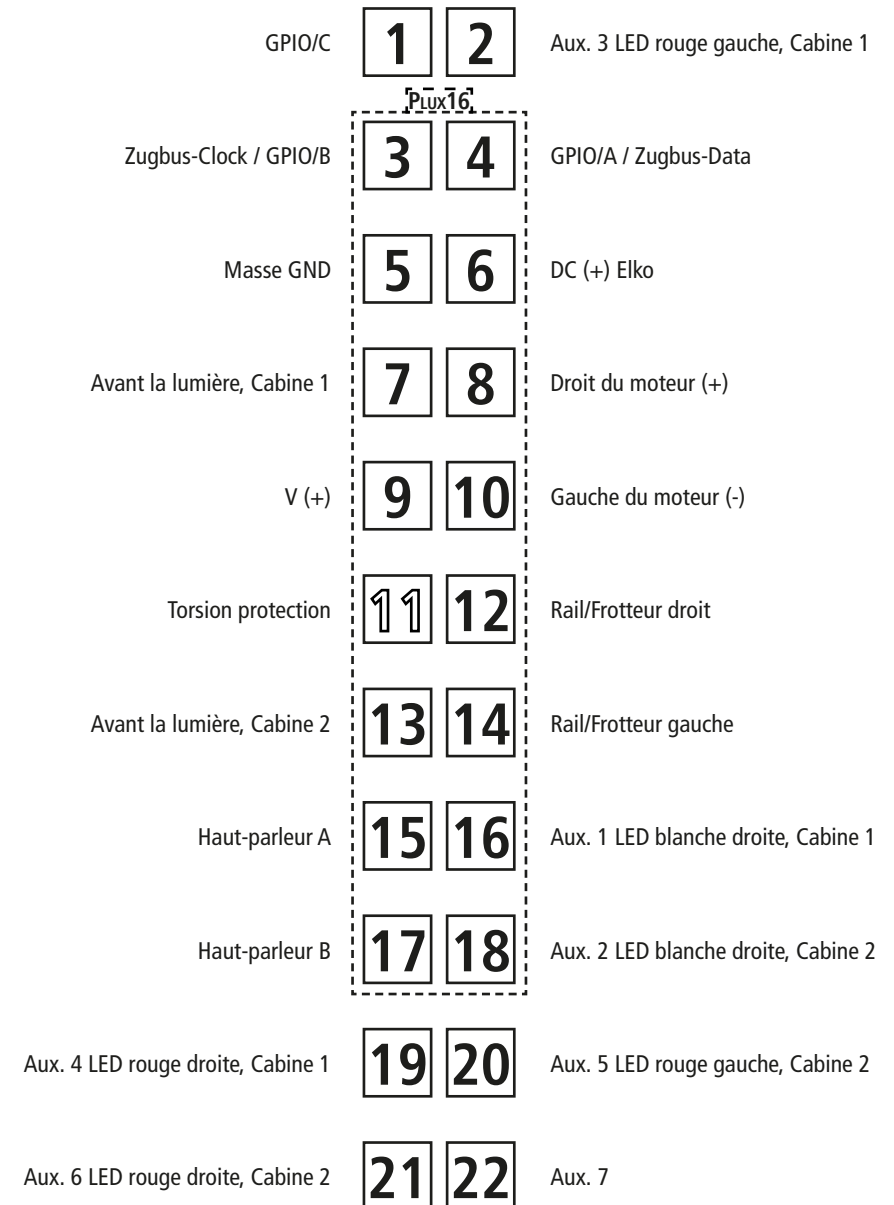 GPIO/C 1 2 Aux. 3 LED rouge gauche, Cabine 1
PLUX16
Zugbus-Clock / GPIO/B 3 4 GPIO/A / Zugbus-Data
Masse GND 5 6 DC (+) Elko
Avant la lumière, Cabine 1 7 8 Droit du moteur (+)
V (+) 9 10 Gauche du moteur (-)
Torsion protection 11 12 Rail/Frotteur droit
Avant la lumière, Cabine 2 13 14 Rail/Frotteur gauche
Haut-parleur A 15 16 Aux. 1 LED blanche droite, Cabine 1
Haut-parleur B 17 18 Aux. 2 LED blanche droite, Cabine 2
Aux. 4 LED rouge droite, Cabine 1 19 20 Aux. 5 LED rouge gauche, Cabine 2
Aux. 6 LED rouge droite, Cabine 2 21 22 Aux. 7